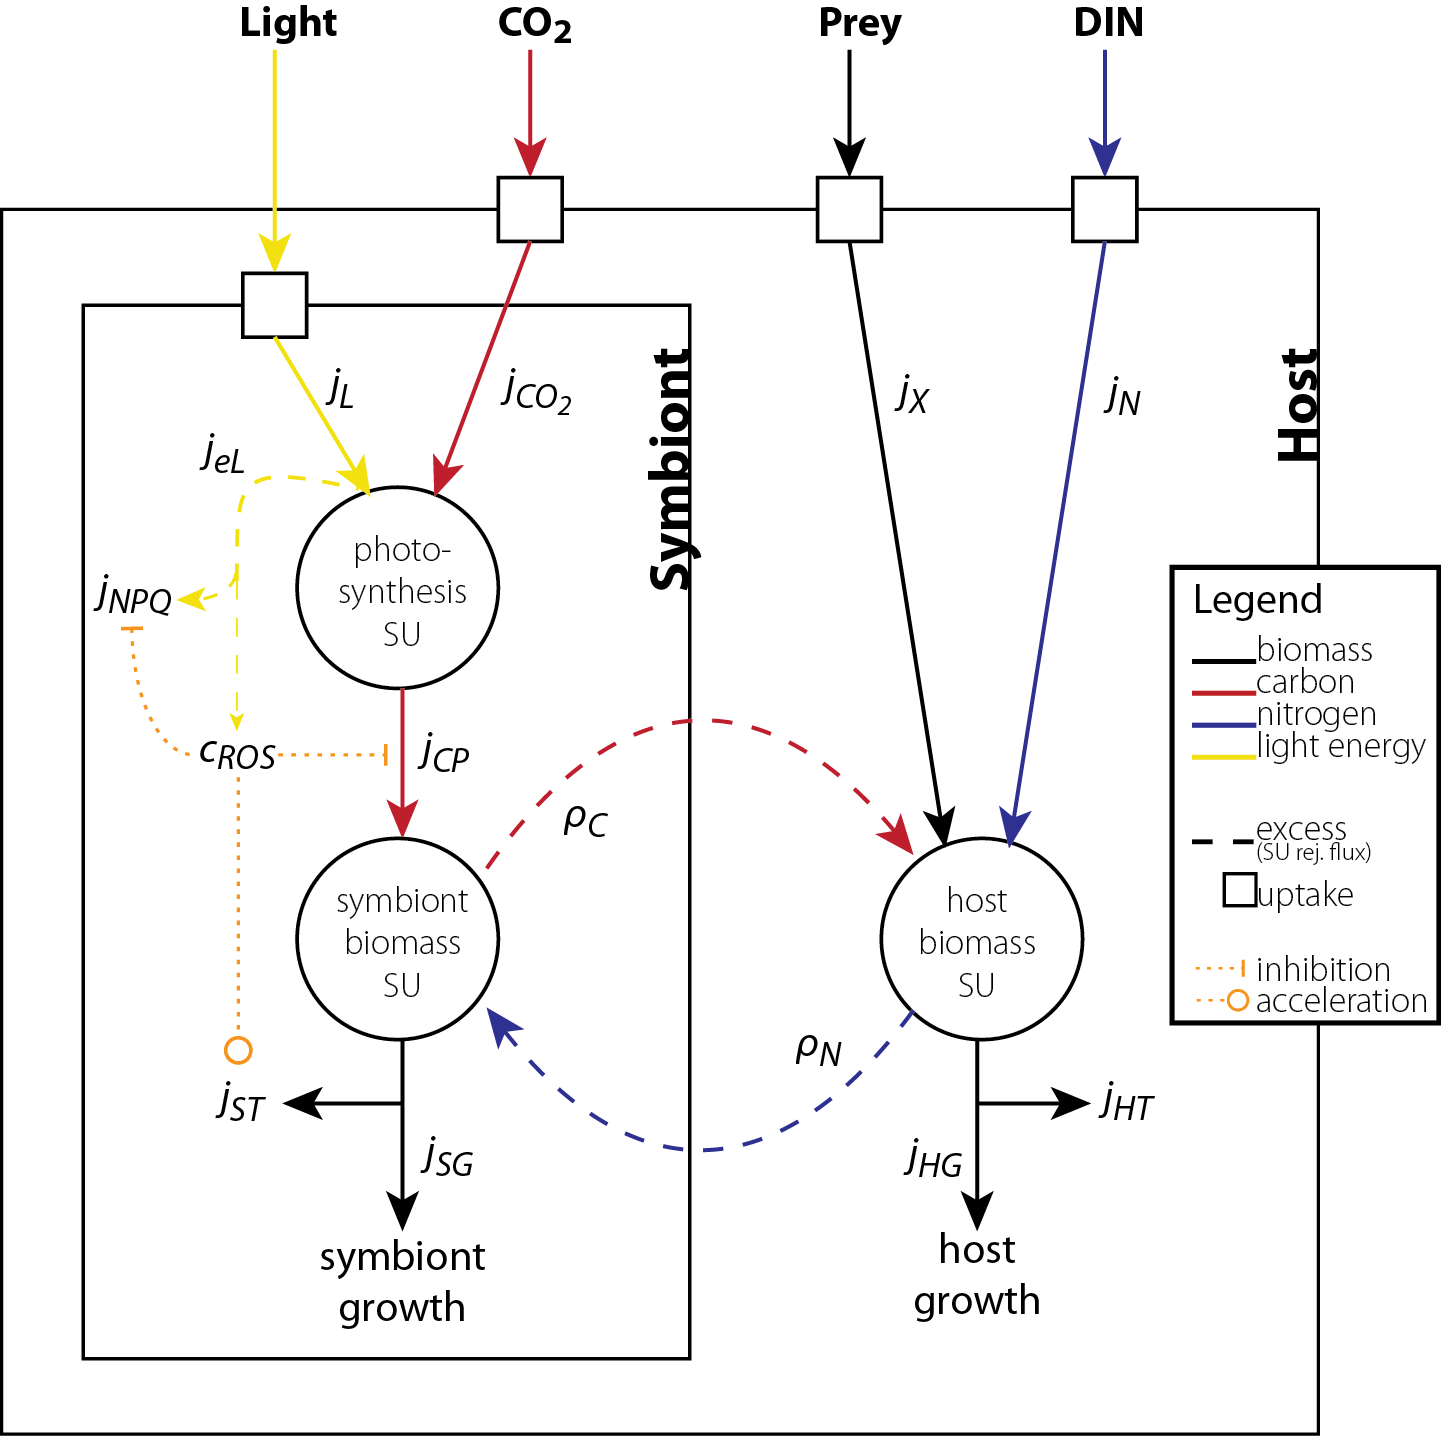 Light
CO2
Prey
DIN
Symbiont
Host
jL
jCO2
jX
jN
jeL
photo-
synthesis
SU
jNPQ
cROS
jCP
ρC
symbiont
biomass
SU
host
biomass
SU
ρN
jST
jSG
jHT
jHG
symbiont
growth
host
growth
Legend
biomass
carbon
nitrogen
light energy
excess
(SU rej. flux)
uptake
inhibition
acceleration